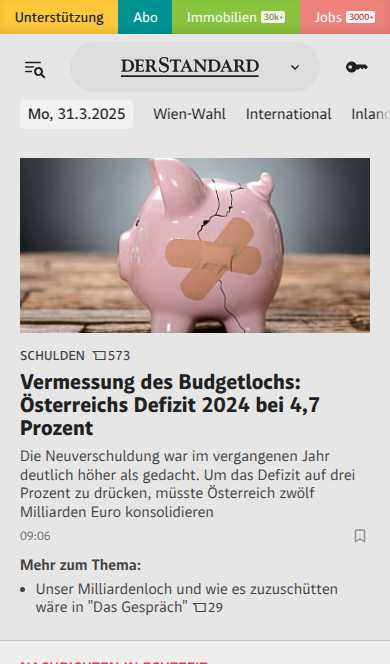 Unterstützung Abo Immobilien 30k+ Jobs 3000+
DERSTANDARD
Mo, 31.3.2025 Wien-Wahl International Inland
SCHULDEN 573
Vermessung des Budgetlochs:
Österreichs Defizit 2024 bei 4,7
Prozent
Die Neuverschuldung war im vergangenen Jahr
deutlich höher als gedacht. Um das Defizit auf drei
Prozent zu drücken, müsste Österreich zwölf
Milliarden Euro konsolidieren
09:06
Mehr zum Thema:
• Unser Milliardenloch und wie es zuzuschütten
wäre in "Das Gespräch" 29